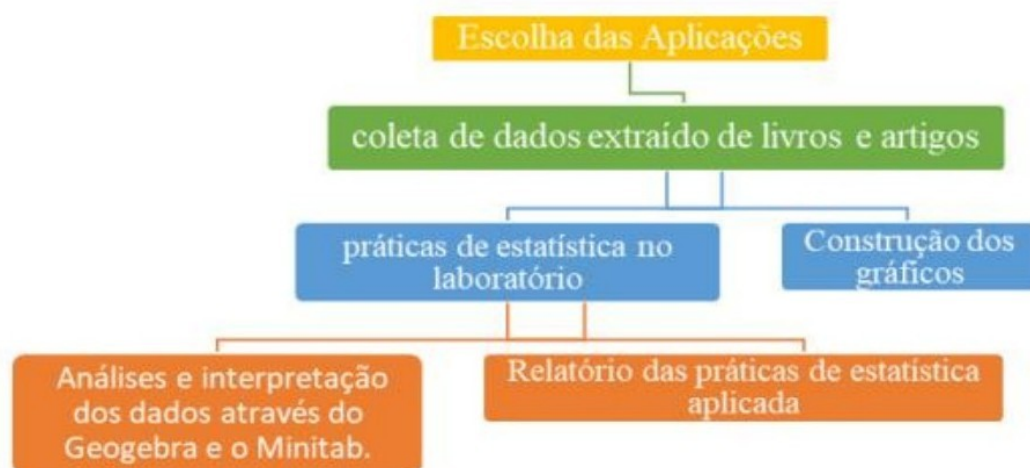 Escolha das Aplicações
coleta de dados extraído de livros e artigos
práticas de estatística no
laboratório
Construção dos
gráficos
Análises e interpretação
dos dados através do
Geogebra e o Minitab.
Relatório das práticas de estatística
aplicada